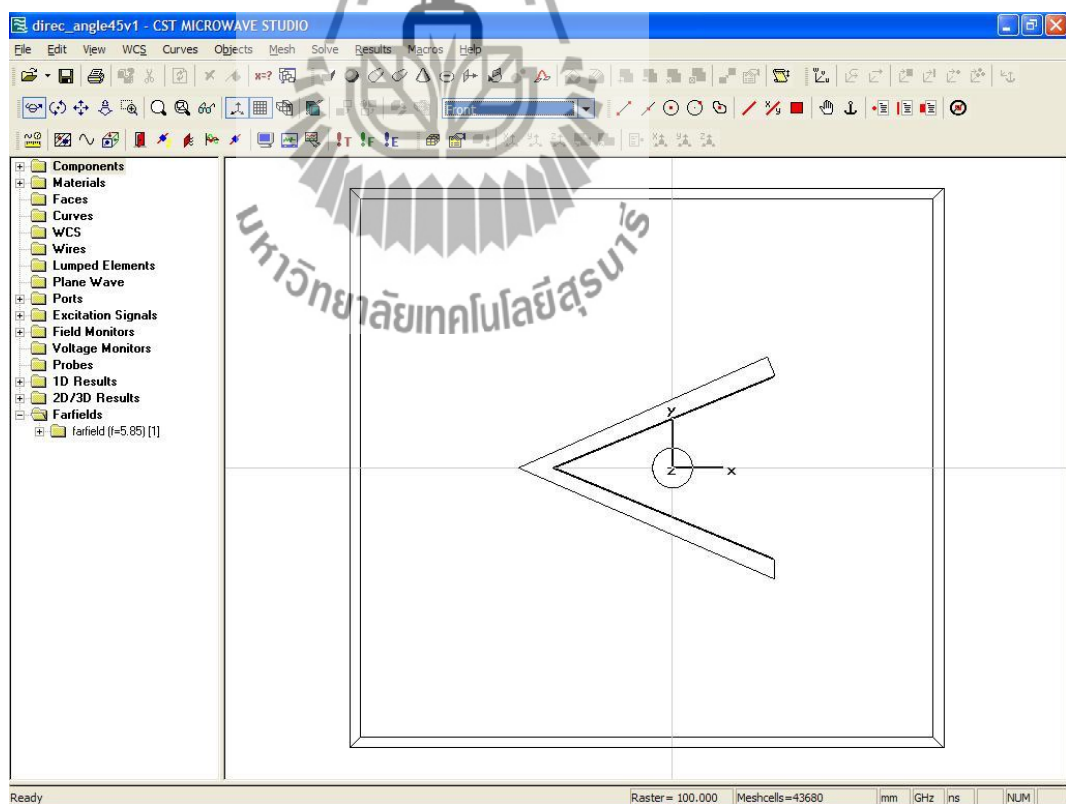 direc_angle45v1 - CST MICROWAVE STUDIO
File Edit View WCS Curves Objects Mesh Solve Results Macros Help
x=?
Front
T F E
Components
Materials
Faces
Curves
WCS
Wires
Lumped Elements
Plane Wave
Ports
Excitation Signals
Field Monitors
Voltage Monitors
Probes
1D Results
2D/3D Results
Farfields
farfield (f=5.85) [1]
มหาวิทยาลัยเทคโนโลยีสุรนารี
y
z
x
Ready Raster= 100.000 Meshcells=43680 mm GHz ns NUM